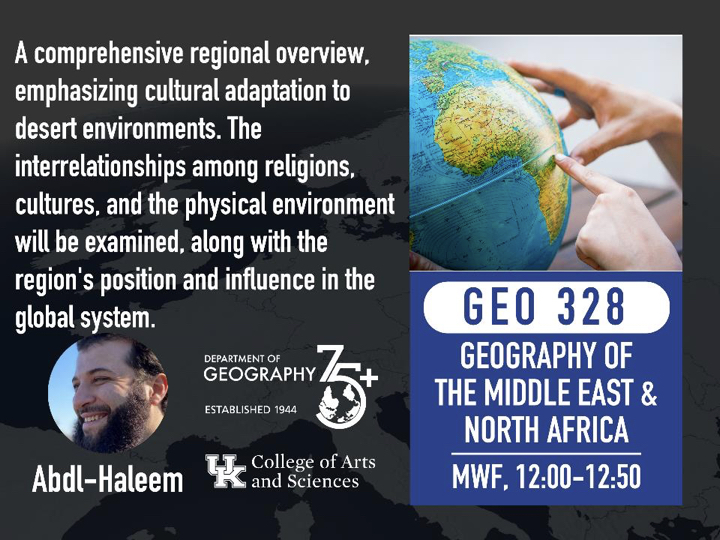 A comprehensive regional overview,
emphasizing cultural adaptation to
desert environments. The
interrelationships among religions,
cultures, and the physical environment
will be examined, along with the
region's position and influence in the
global system.
Abdl-Haleem
DEPARTMENT OF
GEOGRAPHY
75+
ESTABLISHED 1944
UK
College of Arts
and Sciences
GEO 328
GEOGRAPHY OF
THE MIDDLE EAST &
NORTH AFRICA
MWF, 12:00-12:50